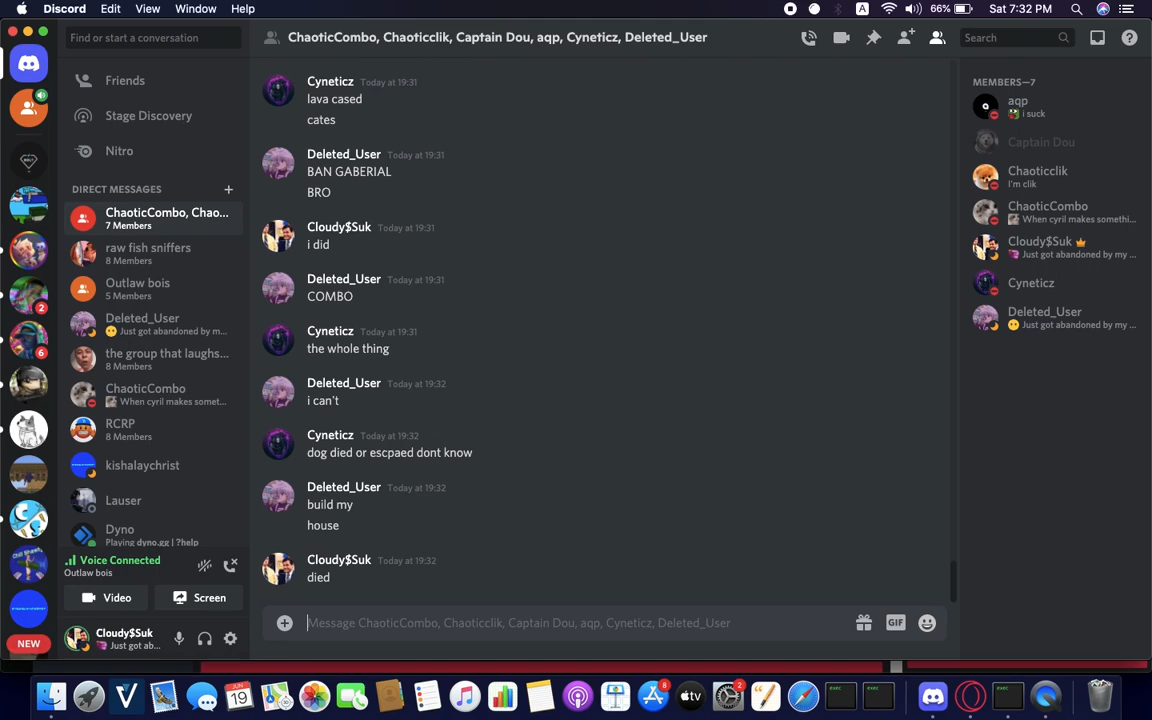 Discord Edit View Window Help
A 66% Sat 7:32 PM
Find or start a conversation
ChaoticCombo, Chaoticclik, Captain Dou, aqp, Cyneticz, Deleted_User
Search
Friends
Stage Discovery
Nitro
DIRECT MESSAGES
ChaoticCombo, Chao...
7 Members
raw fish sniffers
8 Members
Outlaw bois
5 Members
Deleted_User
Just got abandoned by m...
the group that laughs...
8 Members
ChaoticCombo
When cyril makes somet...
RCRP
8 Members
kishalaychrist
Lauser
Dyno
Playing dyno.gg | ?help
Voice Connected
Outlaw bois
Video
Screen
Cloudy$Suk
Just got ab...
2
6
NEW
Cyneticz Today at 19:31
lava cased
cates
Deleted_User Today at 19:31
BAN GABERIAL
BRO
Cloudy$Suk Today at 19:31
i did
Deleted_User Today at 19:31
COMBO
Cyneticz Today at 19:31
the whole thing
Deleted_User Today at 19:32
i can't
Cyneticz Today at 19:32
dog died or escpaed dont know
Deleted_User Today at 19:32
build my
house
Cloudy$Suk Today at 19:32
died
Message ChaoticCombo, Chaoticclik, Captain Dou, aqp, Cyneticz, Deleted_User
GIF
MEMBERS—7
aqp
i suck
Captain Dou
Chaoticclik
I'm clik
ChaoticCombo
When cyril makes somethi...
Cloudy$Suk
Just got abandoned by my ...
Cyneticz
Deleted_User
Just got abandoned by my ...
JUN
19
8
tv
2
exec
exec
exec